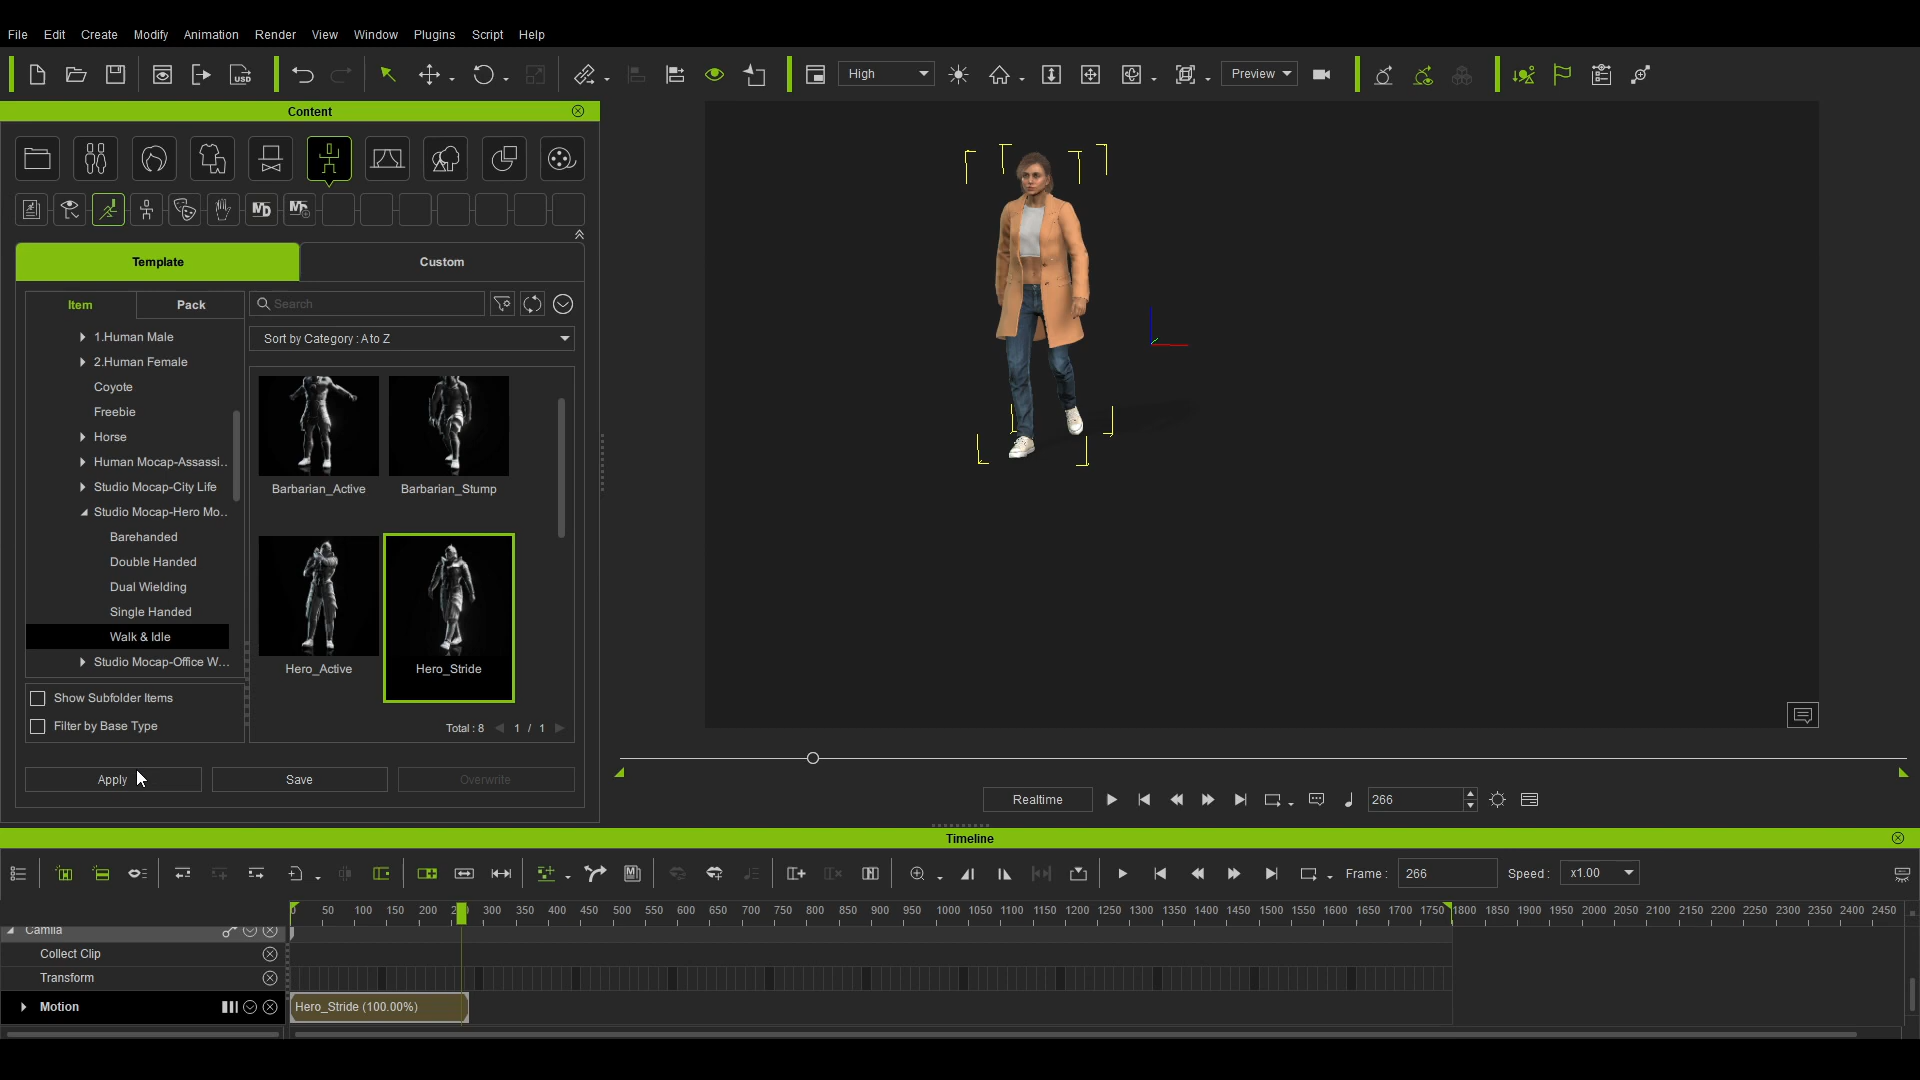 File Edit Create Modify Animation Render View Window Plugins Script Help
USD High Preview
Content
MD MD
Template Custom
Item Pack Search
1.Human Male
Sort by Category : A to Z
2.Human Female
Coyote
Freebie
Horse
Human Mocap-Assassi..
Studio Mocap-City Life
Barbarian_Active Barbarian_Stump
Studio Mocap-Hero Mo..
Barehanded
Double Handed
Dual Wielding
Single Handed
Walk & Idle
Studio Mocap-Office W...
Hero_Active Hero_Stride
Show Subfolder Items
Filter by Base Type
Total : 8 1 / 1
Apply Save Overwrite
Realtime 266
Timeline
Frame : 266 Speed : x1.00
0 50 100 150 200 300 350 400 450 500 550 600 650 700 750 800 850 900 950 1000 1050 1100 1150 1200 1250 1300 1350 1400 1450 1500 1550 1600 1650 1700 1750 1800 1850 1900 1950 2000 2050 2100 2150 2200 2250 2300 2350 2400 2450
Camila
Collect Clip
Transform
Motion Hero_Stride (100.00%)